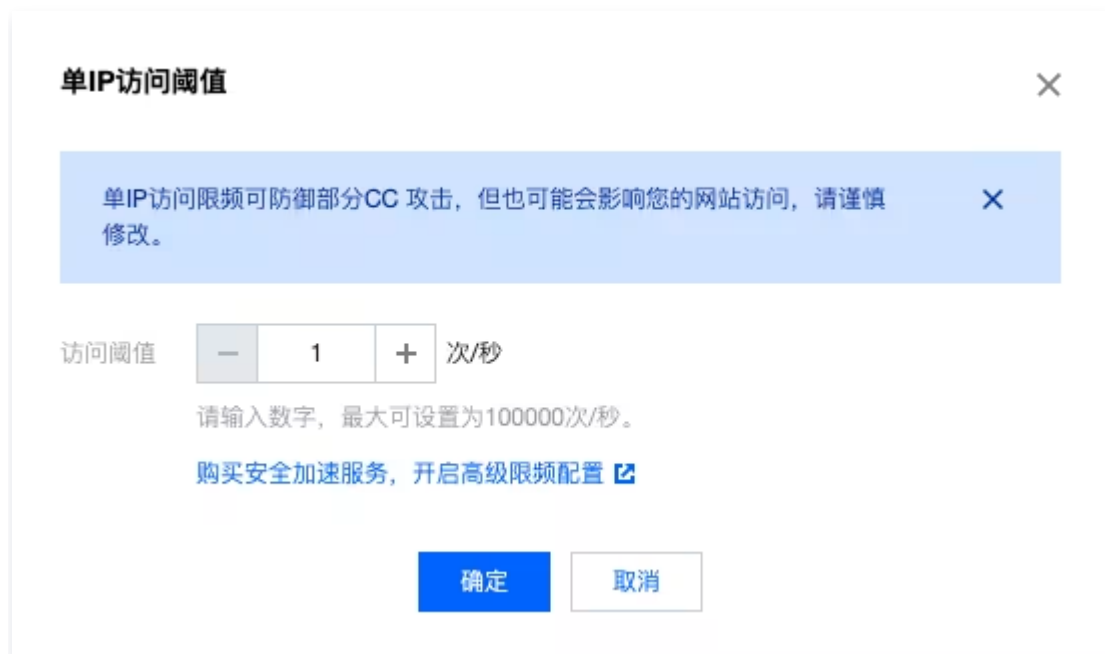 单IP访问阈值
单IP访问限频可防御部分CC 攻击，但也可能会影响您的网站访问，请谨慎
修改。
访问阈值 1 次/秒
请输入数字，最大可设置为100000次/秒。
购买安全加速服务，开启高级限频配置
确定 取消